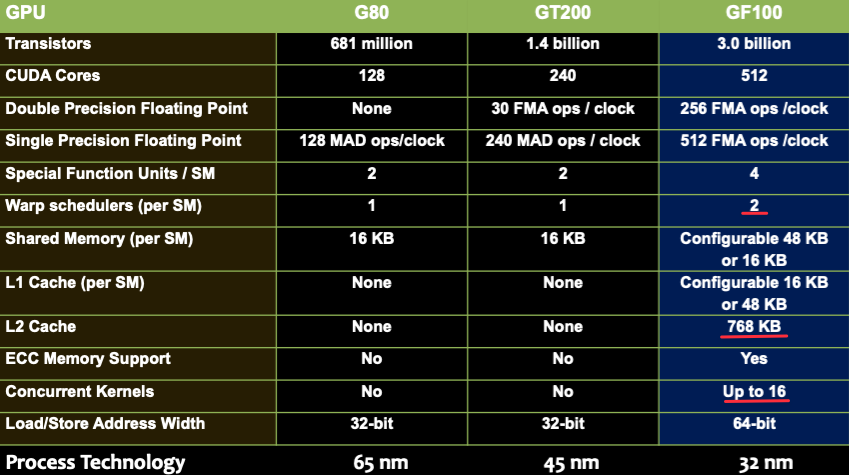 GPU G80 GT200 GF100
Transistors 681 million 1.4 billion 3.0 billion
CUDA Cores 128 240 512
Double Precision Floating Point None 30 FMA ops / clock 256 FMA ops /clock
Single Precision Floating Point 128 MAD ops/clock 240 MAD ops / clock 512 FMA ops /clock
Special Function Units / SM 2 2 4
Warp schedulers (per SM) 1 1 2
Shared Memory (per SM) 16 KB 16 KB Configurable 48 KB
or 16 KB
L1 Cache (per SM) None None Configurable 16 KB
or 48 KB
L2 Cache None None 768 KB
ECC Memory Support No No Yes
Concurrent Kernels No No Up to 16
Load/Store Address Width 32-bit 32-bit 64-bit
Process Technology 65 nm 45 nm 32 nm